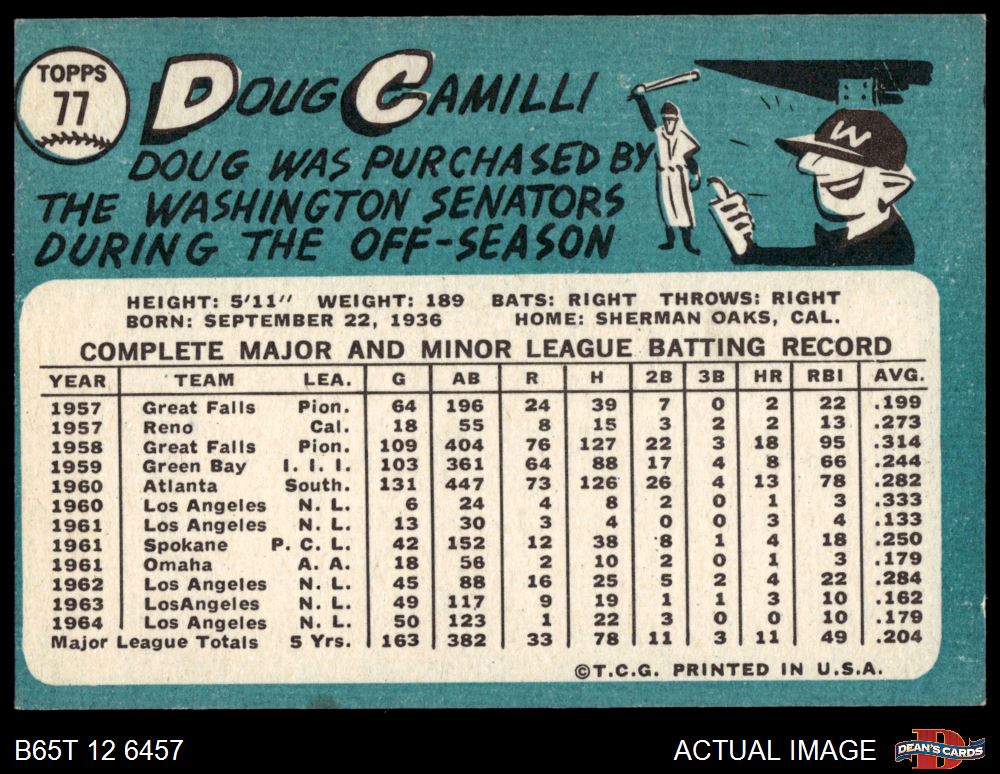 TOPPS
77
DOUG CAMILLI
DOUG WAS PURCHASED BY
THE WASHINGTON SENATORS
DURING THE OFF-SEASON
W
HEIGHT: 5'11" WEIGHT: 189 BATS: RIGHT THROWS: RIGHT
BORN: SEPTEMBER 22, 1936 HOME: SHERMAN OAKS, CAL.
COMPLETE MAJOR AND MINOR LEAGUE BATTING RECORD
YEAR TEAM LEA. G AB R H 2B 3B HR RBI AVG.
1957 Great Falls Pion. 64 196 24 39 7 0 2 22 .199
1957 Reno Cal. 18 55 8 15 3 2 2 13 .273
1958 Great Falls Pion. 109 404 76 127 22 3 18 95 .314
1959 Green Bay I. I. I. 103 361 64 88 17 4 8 66 .244
1960 Atlanta South. 131 447 73 126 26 4 13 78 .282
1960 Los Angeles N. L. 6 24 4 8 2 0 1 3 .333
1961 Los Angeles N. L. 13 30 3 4 0 0 3 4 .133
1961 Spokane P. C. L. 42 152 12 38 8 1 4 18 .250
1961 Omaha A. A. 18 56 2 10 2 0 1 3 .179
1962 Los Angeles N. L. 45 88 16 25 5 2 4 22 .284
1963 LosAngeles N. L. 49 117 9 19 1 1 3 10 .162
1964 Los Angeles N. L. 50 123 1 22 3 0 0 10 .179
Major League Totals 5 Yrs. 163 382 33 78 11 3 11 49 .204
©T.C.G. PRINTED IN U.S.A.
B65T 12 6457 ACTUAL IMAGE D DEAN'S CARDS